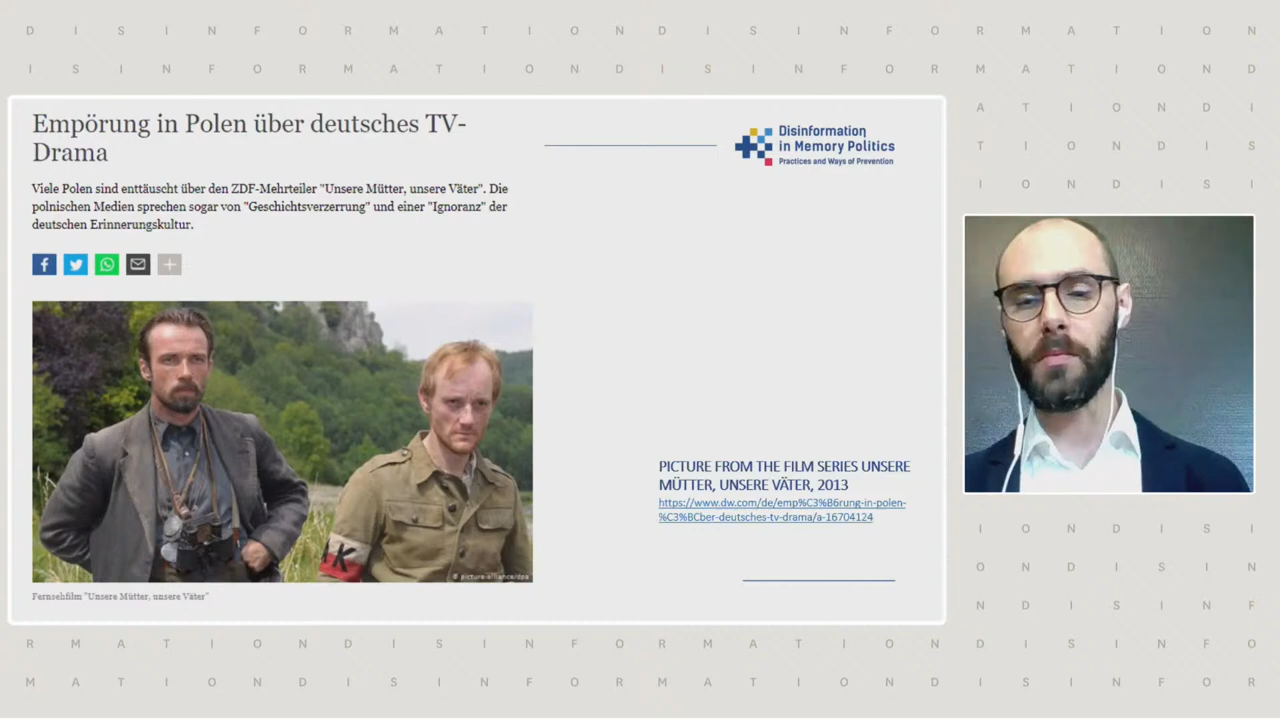 D I S I N F O R M A T I O N D I S I N F O R M A T I O N
I S I N F O R M A T I O N D I S I N F O R M A T I O N D
A T I O N D I
T I O N D I S
I O N D I S I
Empörung in Polen über deutsches TV-
Drama
Viele Polen sind enttäuscht über den ZDF-Mehrteiler "Unsere Mütter, unsere Väter". Die
polnischen Medien sprechen sogar von "Geschichtsverzerrung" und einer "Ignoranz" der
deutschen Erinnerungskultur.
Disinformation
in Memory Politics
Practices and Ways of Prevention
AK
© picture-alliance/dpa
Fernsehfilm "Unsere Mütter, unsere Väter"
PICTURE FROM THE FILM SERIES UNSERE
MÜTTER, UNSERE VÄTER, 2013
https://www.dw.com/de/emp%C3%B6rung-in-polen-
%C3%BCber-deutsches-tv-drama/a-16704124
I O N D I S I
O N D I S I N
N D I S I N F
R M A T I O N D I S I N F O R M A T I O N D I S I N F O
M A T I O N D I S I N F O R M A T I O N D I S I N F O R